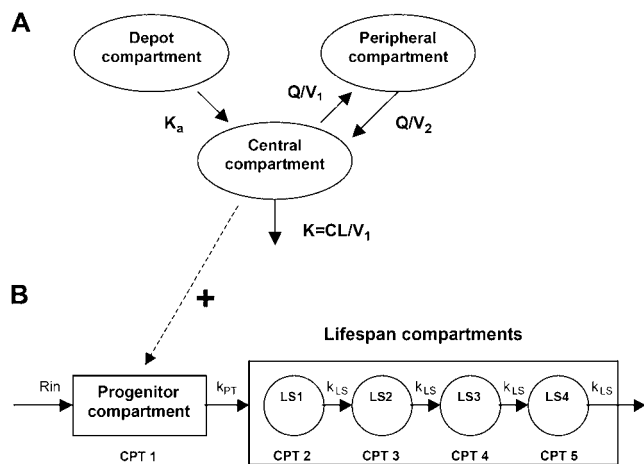 A
Depot
compartment
Peripheral
compartment
Q/V1
Ka
Q/V2
Central
compartment
K=CL/V1
+
B
Lifespan compartments
Rin
Progenitor
compartment
kPT
LS1
kLS
LS2
kLS
LS3
kLS
LS4
kLS
CPT 1
CPT 2
CPT 3
CPT 4
CPT 5